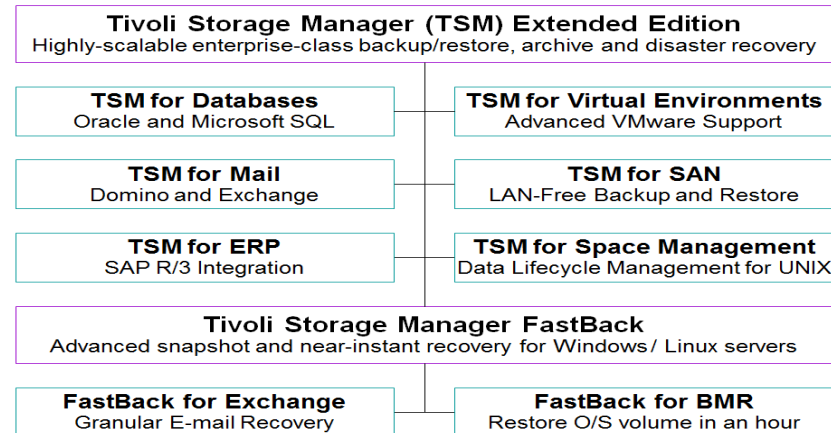 Tivoli Storage Manager (TSM) Extended Edition
Highly-scalable enterprise-class backup/restore, archive and disaster recovery
TSM for Databases
Oracle and Microsoft SQL
TSM for Virtual Environments
Advanced VMware Support
TSM for Mail
Domino and Exchange
TSM for SAN
LAN-Free Backup and Restore
TSM for ERP
SAP R/3 Integration
TSM for Space Management
Data Lifecycle Management for UNIX
Tivoli Storage Manager FastBack
Advanced snapshot and near-instant recovery for Windows/ Linux servers
FastBack for Exchange
Granular E-mail Recovery
FastBack for BMR
Restore O/S volume in an hour